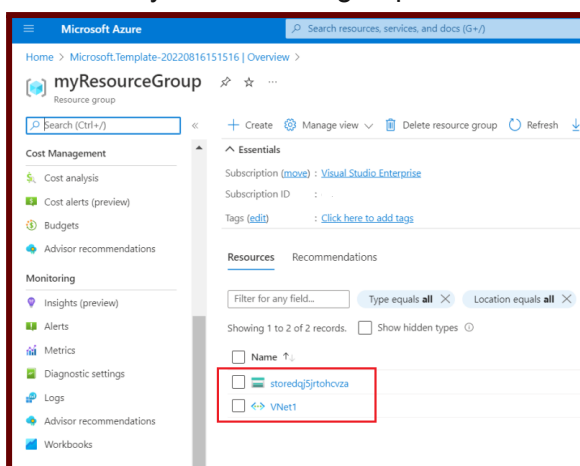 Microsoft Azure
Search resources, services, and docs (G+/)
Home > Microsoft.Template-20220816151516 | Overview >
myResourceGroup
Resource group
Search (Ctrl+/)
Create Manage view Delete resource group Refresh
Cost Management
Essentials
Cost analysis
Subscription (move) : Visual Studio Enterprise
Cost alerts (preview)
Subscription ID :
Budgets
Tags (edit) : Click here to add tags
Advisor recommendations
Resources Recommendations
Monitoring
Insights (preview)
Filter for any field... Type equals all Location equals all
Alerts
Showing 1 to 2 of 2 records. Show hidden types
Metrics
Name
Diagnostic settings
storedqj5jrtohcvza
Logs
VNet1
Advisor recommendations
Workbooks